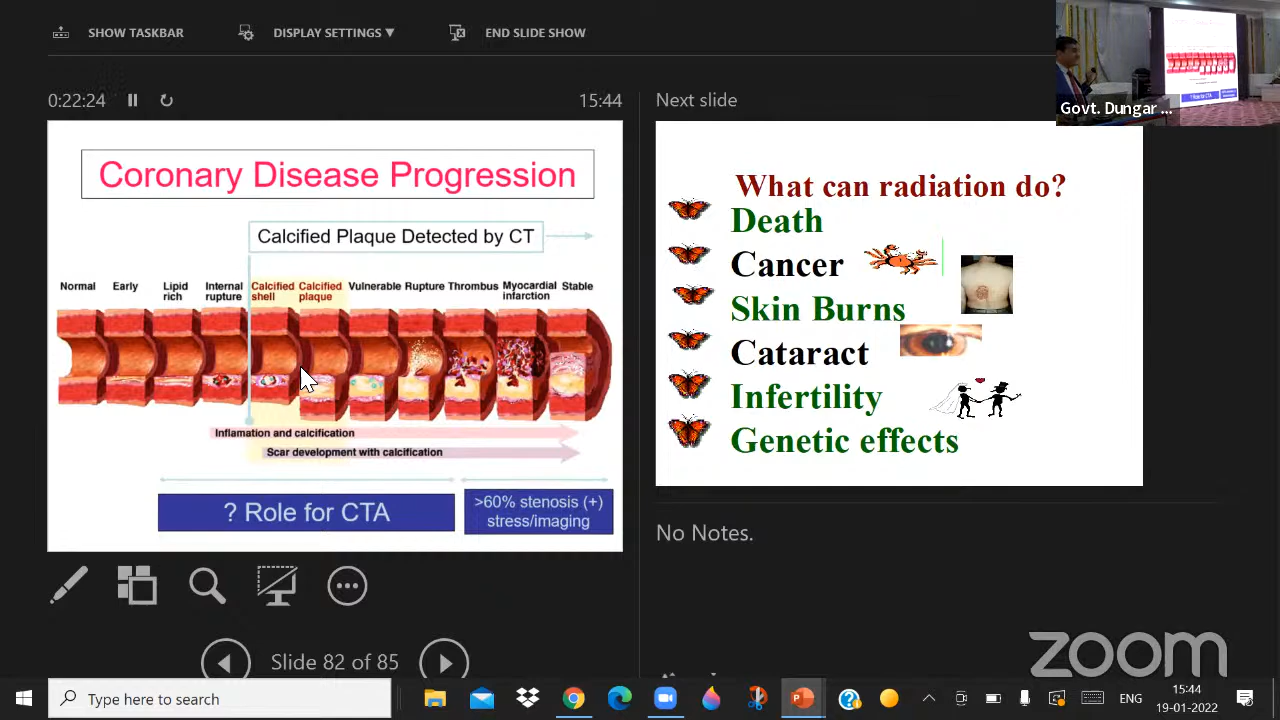 SHOW TASKBAR
DISPLAY SETTINGS ▼
END SLIDE SHOW
0:22:24
15:44
Next slide
Govt. Dungar ...
Coronary Disease Progression
Calcified Plaque Detected by CT
Normal
Early
Lipid
rich
Internal
rupture
Calcified
shell
Calcified
plaque
Vulnerable
Rupture
Thrombus
Myocardial
infarction
Stable
Inflamation and calcification
Scar development with calcification
? Role for CTA
>60% stenosis (+)
stress/imaging
What can radiation do?
Death
Cancer
Skin Burns
Cataract
Infertility
Genetic effects
No Notes.
Slide 82 of 85
zoom
Type here to search
ENG
15:44
19-01-2022
? Role for CTA